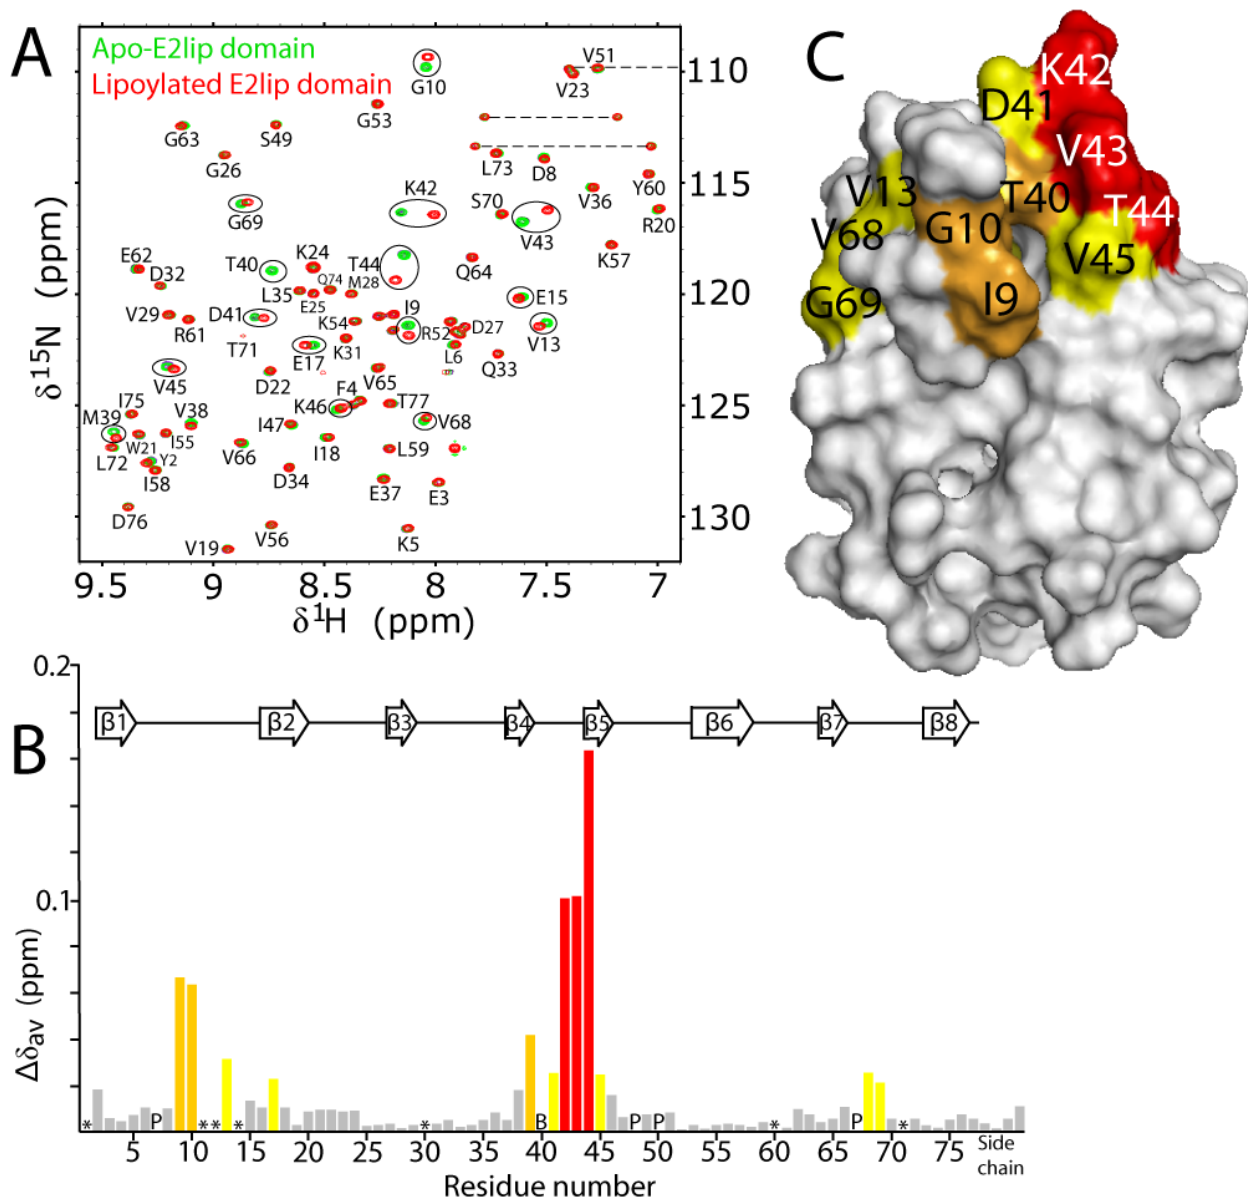 A
Apo-E2lip domain
Lipoylated E2lip domain
G10
V51
V23
110
G53
G63
S49
G26
L73
D8
Y60
115
K42
S70
V36
R20
G69
V43
K57
E62
D32
T40
K24
T44
Q74
M28
Q64
L35
E25
I9
E15
120
V29
R61
D41
K54
R52
D27
V13
T71
E17
K31
L6
Q33
V45
D22
F4
V65
K46
T77
V68
I75
V38
I47
125
M39
W21
I55
Y2
V66
I18
L59
L72
I58
D34
E37
E3
D76
V56
K5
V19
130
9.5
9
8.5
8
7.5
7
δ¹H (ppm)
δ¹⁵N (ppm)
C
K42
D41
V43
V13
T40
T44
G10
V68
V45
G69
I9
B
0.2
0.1
β1
β2
β3
β4
β5
β6
β7
β8
Δδav (ppm)
* P ** * * B P P * P *
5 10 15 20 25 30 35 40 45 50 55 60 65 70 75 Side
chain
Residue number